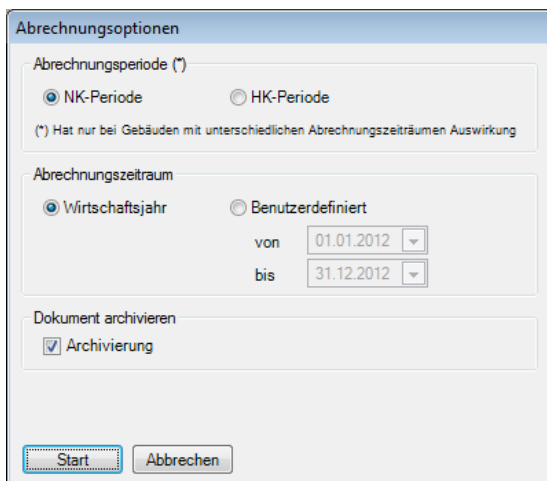 Abrechnungsoptionen
Abrechnungsperiode (*)
NK-Periode HK-Periode
(*) Hat nur bei Gebäuden mit unterschiedlichen Abrechnungszeiträumen Auswirkung
Abrechnungszeitraum
Wirtschaftsjahr Benutzerdefiniert
von 01.01.2012
bis 31.12.2012
Dokument archivieren
Archivierung
Start Abbrechen